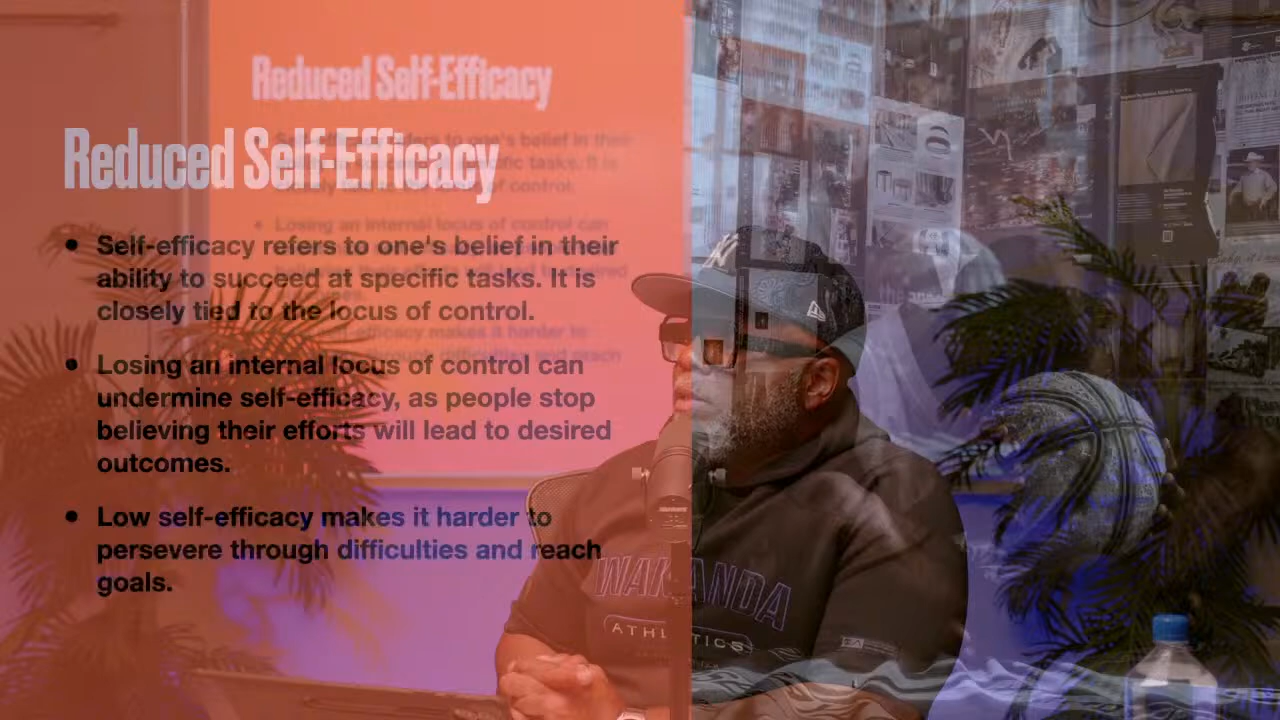 Reduced Self-Efficacy
Reduced Self-Efficacy
Self-efficacy refers to one's belief in their
ability to succeed at specific tasks. It is
closely tied to the locus of control.
Losing an internal locus of control can
undermine self-efficacy, as people stop
believing their efforts will lead to desired
outcomes.
Low self-efficacy makes it harder to
persevere through difficulties and reach
goals.
WAKANDA
ATHLETICS